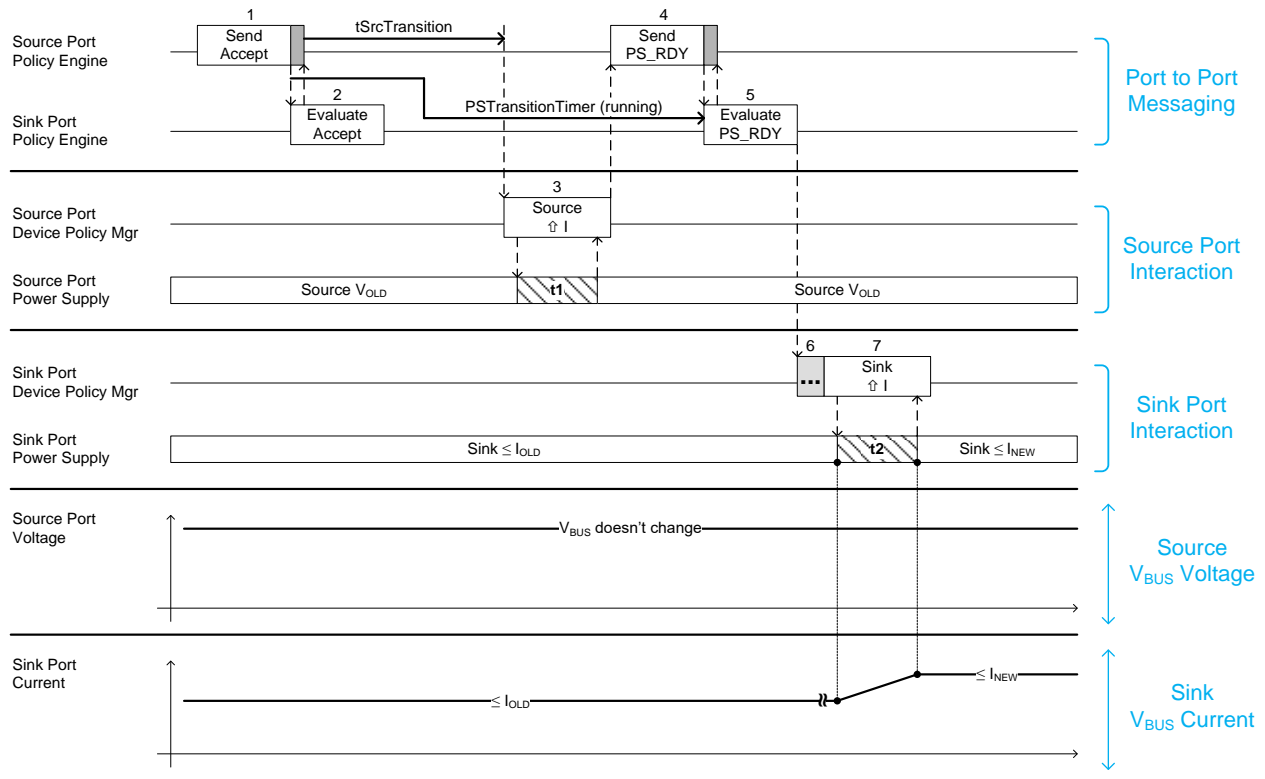 1
4
Source Port
Policy Engine
Send
Accept
tSrcTransition
Send
PS_RDY
Port to Port
Messaging
2
5
Sink Port
Policy Engine
Evaluate
Accept
PSTransitionTimer (running)
Evaluate
PS_RDY
3
Source Port
Device Policy Mgr
Source
⇧ I
Source Port
Interaction
Source Port
Power Supply
Source VOLD
t1
Source VOLD
6
7
Sink Port
Device Policy Mgr
...
Sink
⇧ I
Sink Port
Interaction
Sink Port
Power Supply
Sink ≤ IOLD
t2
Sink ≤ INEW
Source Port
Voltage
VBUS doesn't change
Source
VBUS Voltage
Sink Port
Current
≤ IOLD
≤ INEW
Sink
VBUS Current